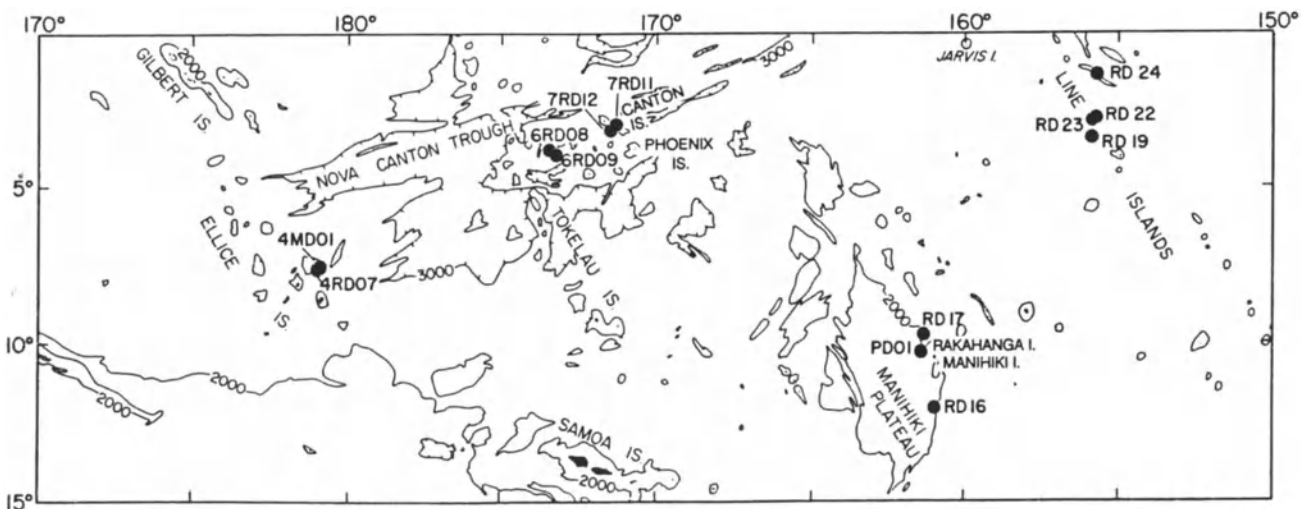 170° 180° 170° 160° 150°
2000
GILBERT IS.
3000
JARVIS I.
RD 24
LINE
7RD11
7RD12
CANTON IS.
RD 22
RD 23
RD 19
NOVA CANTON TROUGH
6RD08
6RD09
PHOENIX IS.
5°
ELLICE IS.
TOKELAU IS.
ISLANDS
4MD01
4RD07
3000
2000
RD 17
PD01
RAKAHANGA I.
MANIHIKI I.
10°
2000
2000
MANIHIKI PLATEAU
RD 16
SAMOA IS.
2000
15°